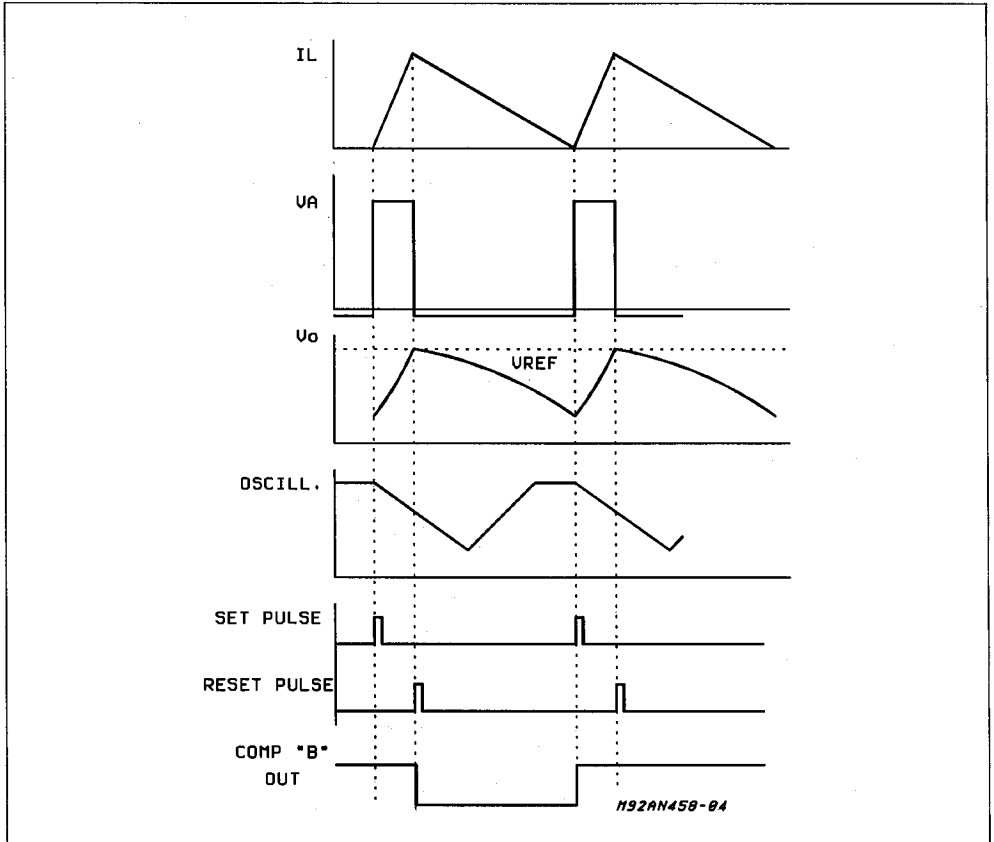 IL
VA
Vo
VREF
OSCILL.
SET PULSE
RESET PULSE
COMP "B"
OUT
M92AN458-04